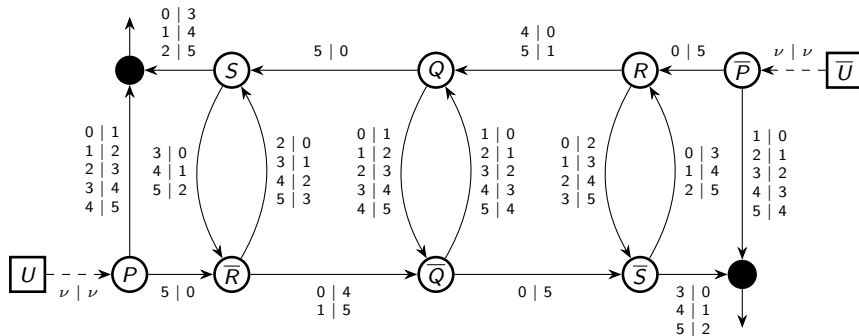 0 | 3
1 | 4
2 | 5
S
5 | 0
Q
4 | 0
5 | 1
R
0 | 5
P̅
ν | ν
U̅
0 | 1
1 | 2
2 | 3
3 | 4
4 | 5
3 | 0
4 | 1
5 | 2
2 | 0
3 | 1
4 | 2
5 | 3
0 | 1
1 | 2
2 | 3
3 | 4
4 | 5
1 | 0
2 | 1
3 | 2
4 | 3
5 | 4
0 | 2
1 | 3
2 | 4
3 | 5
0 | 3
1 | 4
2 | 5
1 | 0
2 | 1
3 | 2
4 | 3
5 | 4
U
ν | ν
P
5 | 0
R̅
0 | 4
1 | 5
Q̅
0 | 5
S̅
3 | 0
4 | 1
5 | 2